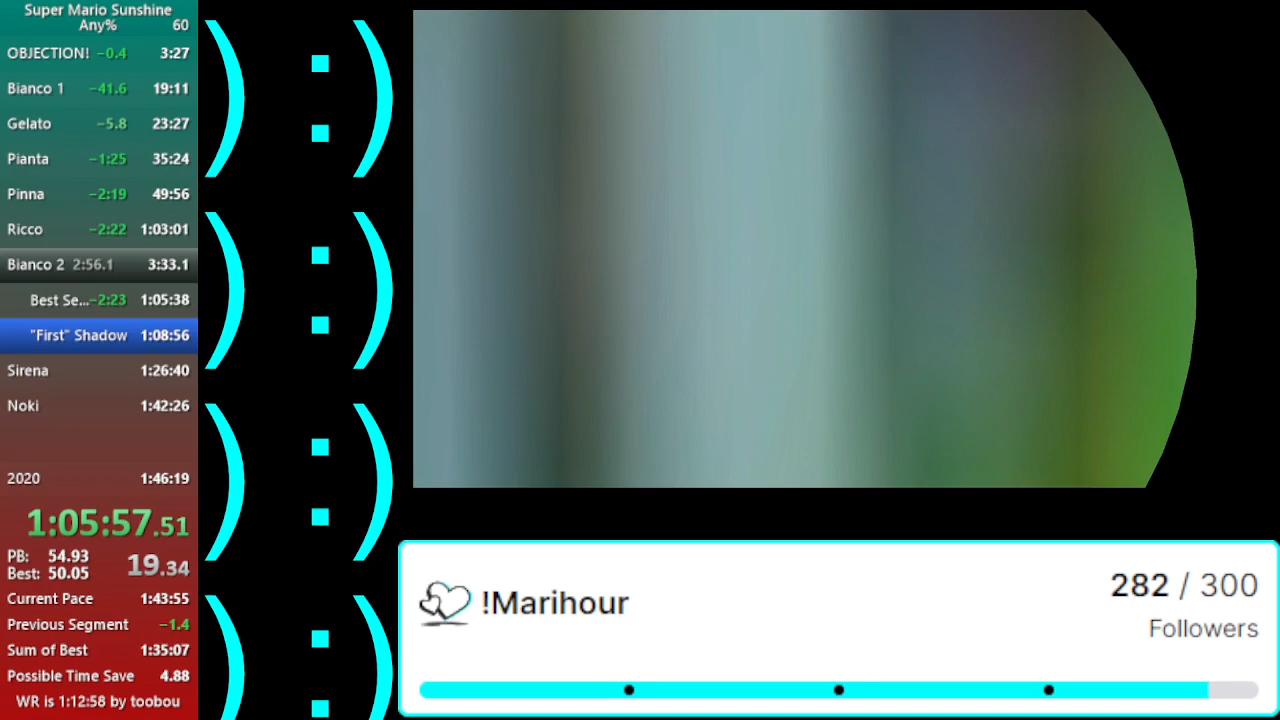 Super Mario Sunshine
Any% 60
OBJECTION! −0.4 3:27
Bianco 1 −41.6 19:11
Gelato −5.8 23:27
Pianta −1:25 35:24
Pinna −2:19 49:56
Ricco −2:22 1:03:01
Bianco 2 2:56.1 3:33.1
Best Se...−2:23 1:05:38
"First" Shadow 1:08:56
Sirena 1:26:40
Noki 1:42:26
2020 1:46:19
1:05:57.51
PB: 54.93
Best: 50.05 19.34
Current Pace 1:43:55
Previous Segment −1.4
Sum of Best 1:35:07
Possible Time Save 4.88
WR is 1:12:58 by toobou
) :)
) :)
) :)
) :)
!Marihour 282 / 300
Followers